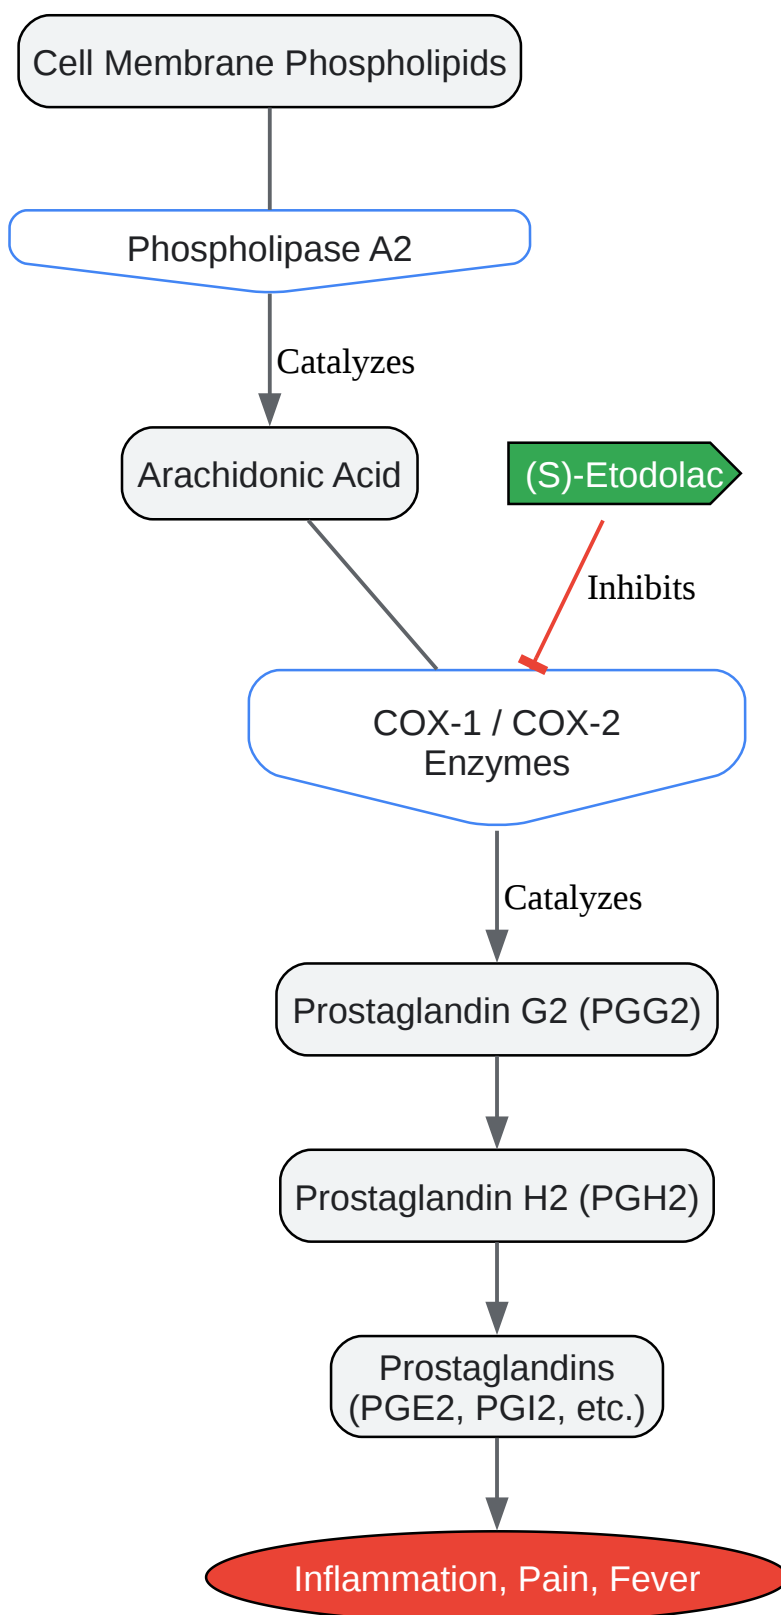 Cell Membrane Phospholipids
Phospholipase A2
Catalyzes
Arachidonic Acid
(S)-Etodolac
Inhibits
COX-1 / COX-2
Enzymes
Catalyzes
Prostaglandin G2 (PGG2)
Prostaglandin H2 (PGH2)
Prostaglandins
(PGE2, PGI2, etc.)
Inflammation, Pain, Fever